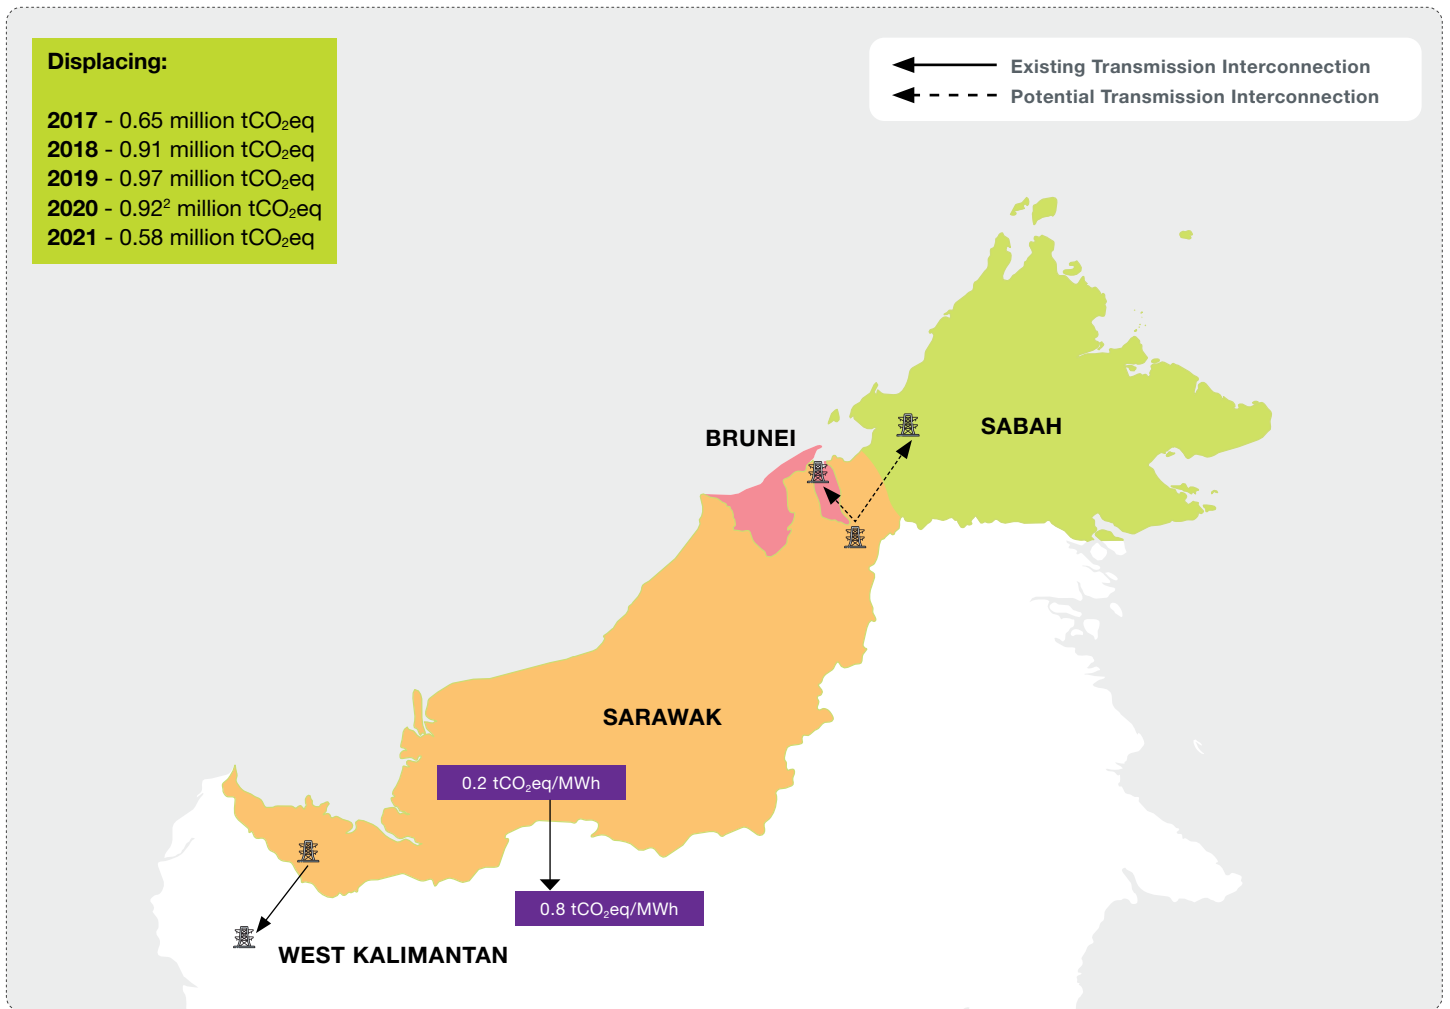 Displacing:
2017 - 0.65 million tCO₂eq
2018 - 0.91 million tCO₂eq
2019 - 0.97 million tCO₂eq
2020 - 0.92² million tCO₂eq
2021 - 0.58 million tCO₂eq
Existing Transmission Interconnection
Potential Transmission Interconnection
BRUNEI
SABAH
SARAWAK
0.2 tCO₂eq/MWh
0.8 tCO₂eq/MWh
WEST KALIMANTAN